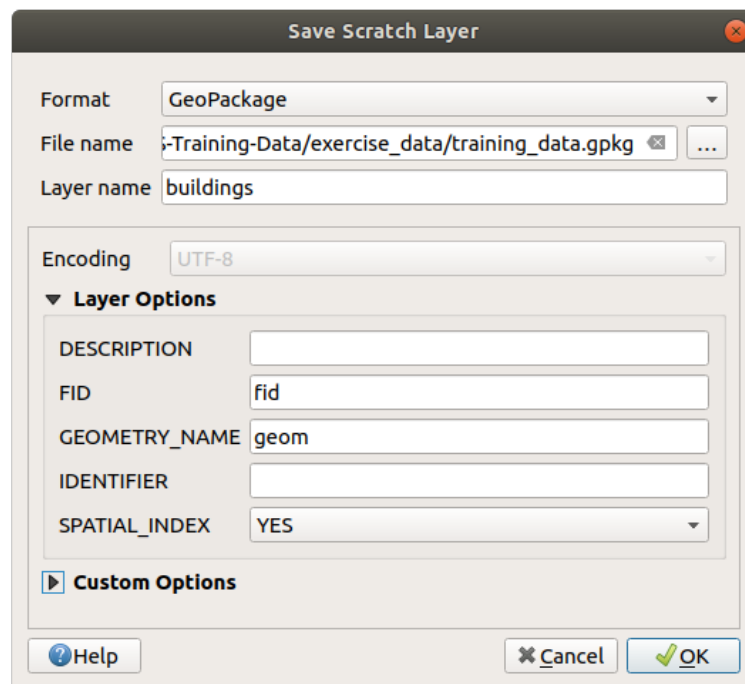 Save Scratch Layer
Format GeoPackage
File name -Training-Data/exercise_data/training_data.gpkg ...
Layer name buildings
Encoding UTF-8
Layer Options
DESCRIPTION
FID fid
GEOMETRY_NAME geom
IDENTIFIER
SPATIAL_INDEX YES
Custom Options
Help Cancel OK